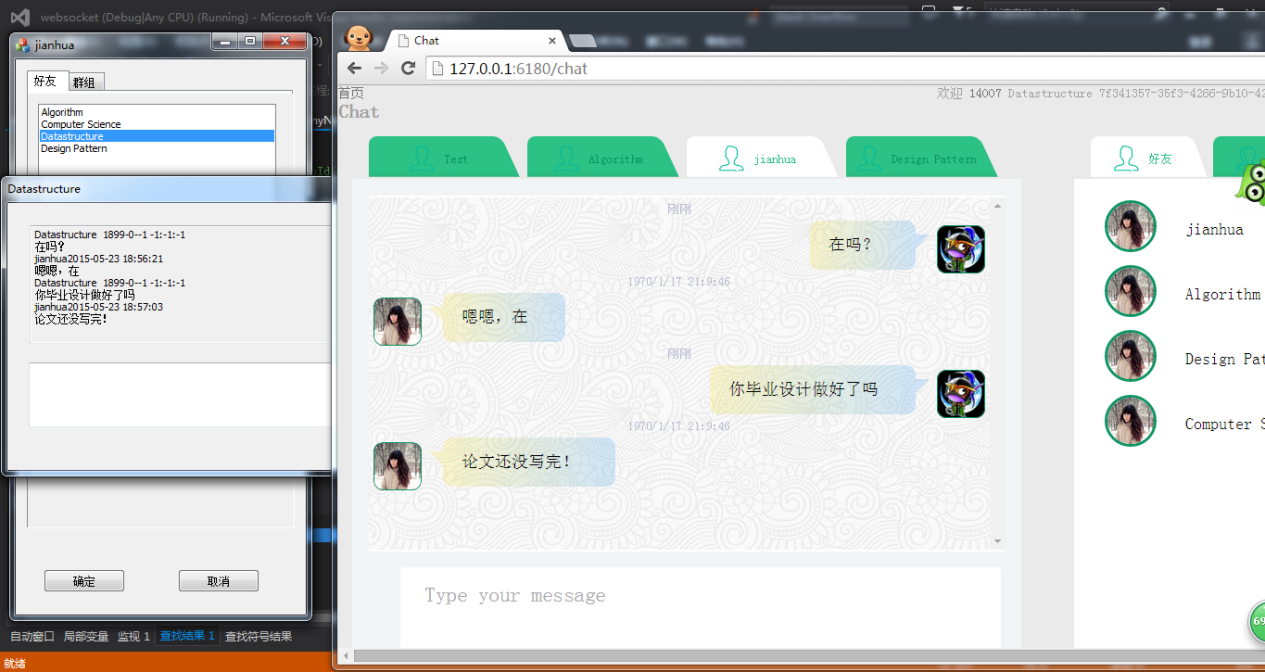 websocket (Debug|Any CPU) (Running) - Microsoft Vis
jianhua
好友 群组
Algorithm
Computer Science
Datastructure
Design Pattern
Datastructure
Datastructure 1899-0--1 -1:-1:-1
在吗?
jianhua2015-05-23 18:56:21
嗯嗯，在
Datastructure 1899-0--1 -1:-1:-1
你毕业设计做好了吗
jianhua2015-05-23 18:57:03
论文还没写完!
确定 取消
自动窗口 局部变量 监视 1 查找结果 1 查找符号结果
就绪
Chat
127.0.0.1:6180/chat
首页
欢迎 14007 Datastructure 7f341357-35f3-4266-9b10-42
Chat
Test Algorithm jianhua Design Pattern 好友
刚刚
在吗?
1970/1/17 21:9:46
嗯嗯，在
刚刚
你毕业设计做好了吗
1970/1/17 21:9:46
论文还没写完!
Type your message
jianhua
Algorithm
Design Pat
Computer S
69